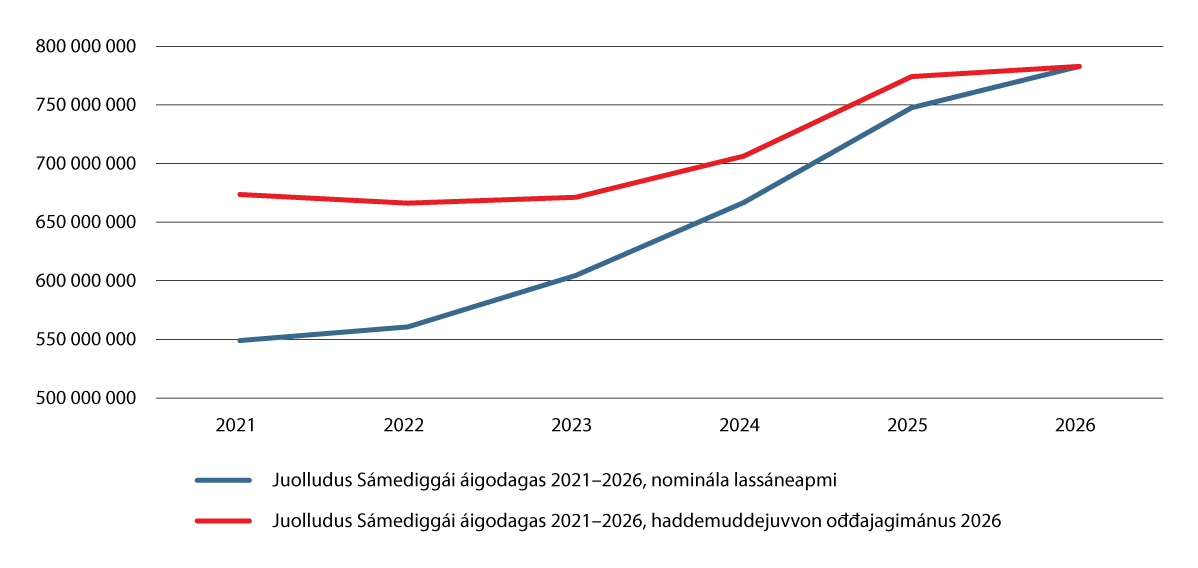 800 000 000
750 000 000
700 000 000
650 000 000
600 000 000
550 000 000
500 000 000
2021 2022 2023 2024 2025 2026
Juolludus Sámediggái áigodagas 2021–2026, nominála lassáneapmi
Juolludus Sámediggái áigodagas 2021–2026, haddemuddejuvvon ođđajagimánus 2026